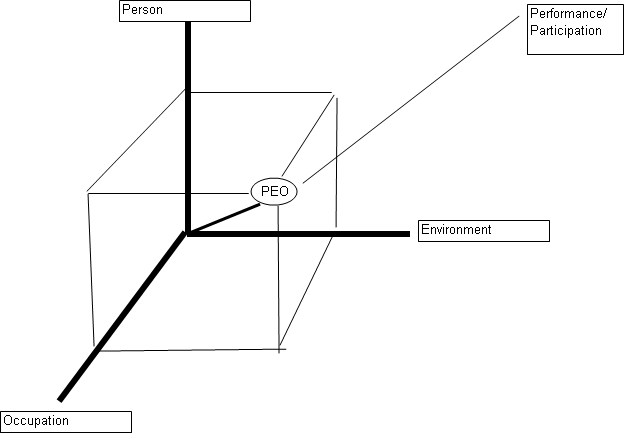 Person
Performance/
Participation
PEO
Environment
Occupation